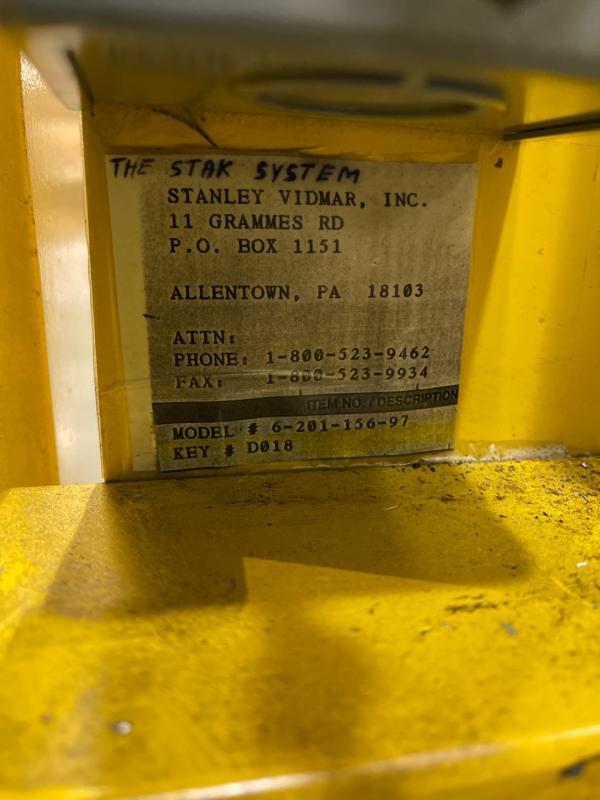 THE STAK SYSTEM
STANLEY VIDMAR, INC.
11 GRAMMES RD
P.O. BOX 1151
ALLENTOWN, PA 18103
ATTN:
PHONE: 1-800-523-9462
FAX: 1-800-523-9934
ITEM NO. / DESCRIPTION
MODEL # 6-201-156-97
KEY # D018